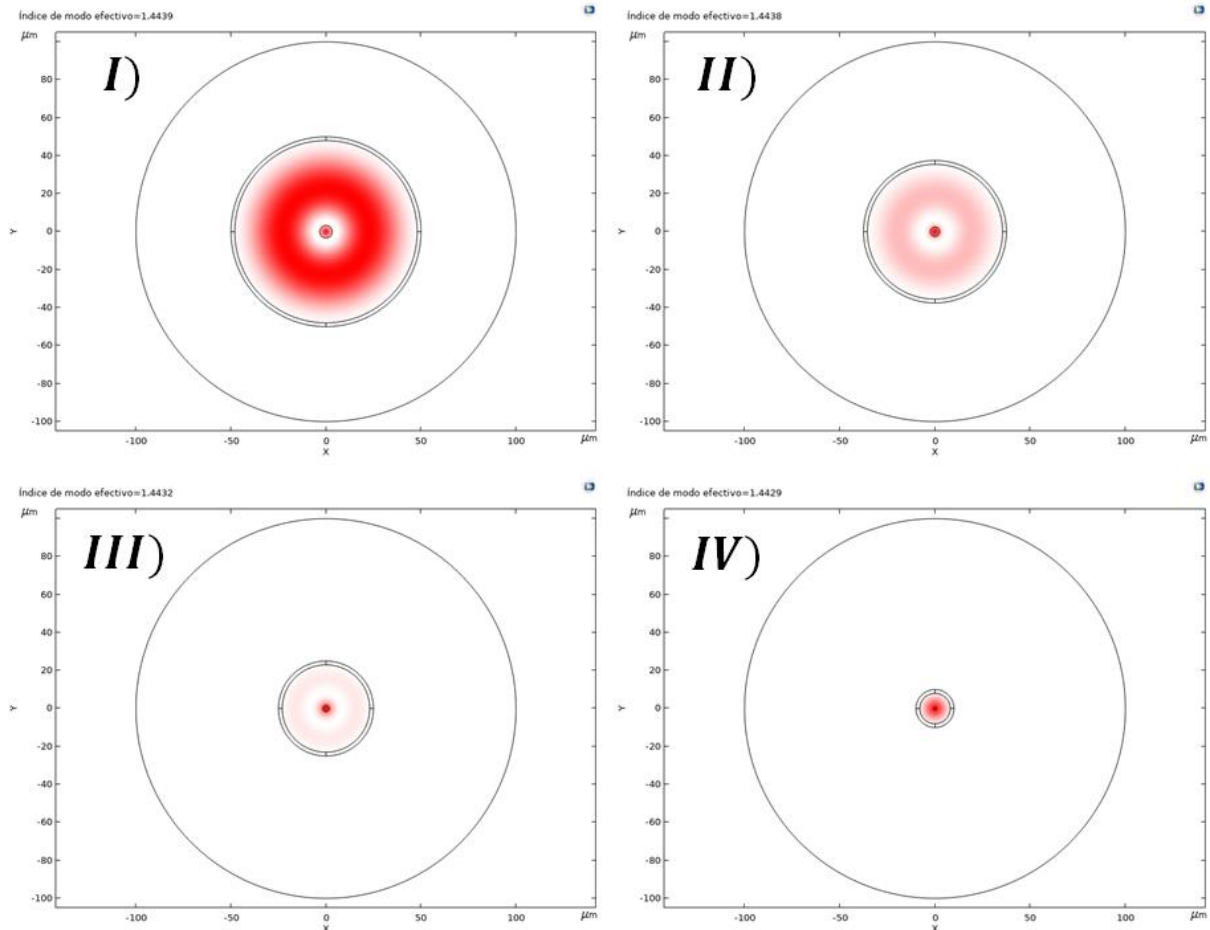 Índice de modo efectivo=1.4439
μm
I)
80
60
40
20
0
-20
-40
-60
-80
-100
Y
-100
-50
0
50
100
μm
X
Índice de modo efectivo=1.4438
μm
II)
80
60
40
20
0
-20
-40
-60
-80
-100
Y
-100
-50
0
50
100
μm
X
Índice de modo efectivo=1.4432
μm
III)
80
60
40
20
0
-20
-40
-60
-80
-100
Y
-100
-50
0
50
100
μm
X
Índice de modo efectivo=1.4429
μm
IV)
80
60
40
20
0
-20
-40
-60
-80
-100
Y
-100
-50
0
50
100
μm
X